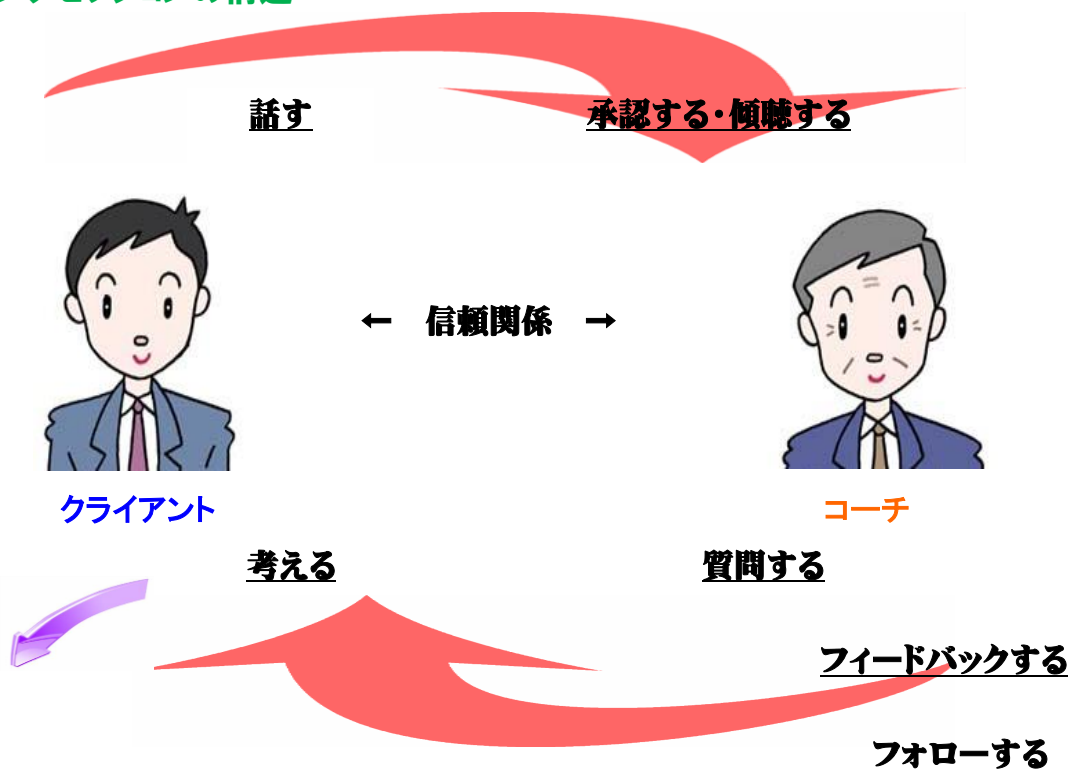 話す
承認する・傾聴する
← 信頼関係 →
クライアント
コーチ
考える
質問する
フィードバックする
フォローする